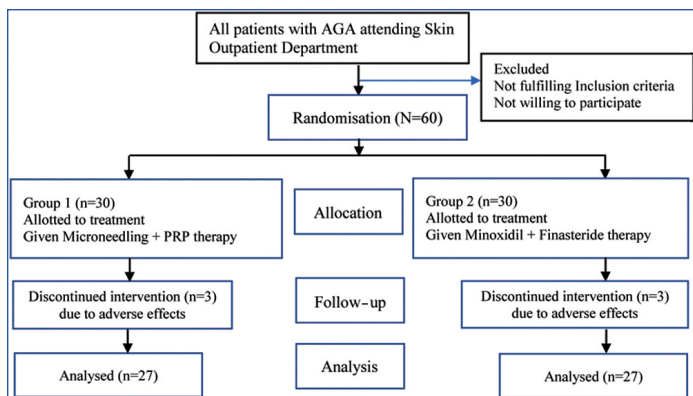 All patients with AGA attending Skin
Outpatient Department
Excluded
Not fulfilling Inclusion criteria
Not willing to participate
Randomisation (N=60)
Group 1 (n=30)
Allotted to treatment
Given Microneedling + PRP therapy
Allocation
Group 2 (n=30)
Allotted to treatment
Given Minoxidil + Finasteride therapy
Discontinued intervention (n=3)
due to adverse effects
Follow-up
Discontinued intervention (n=3)
due to adverse effects
Analysed (n=27)
Analysis
Analysed (n=27)